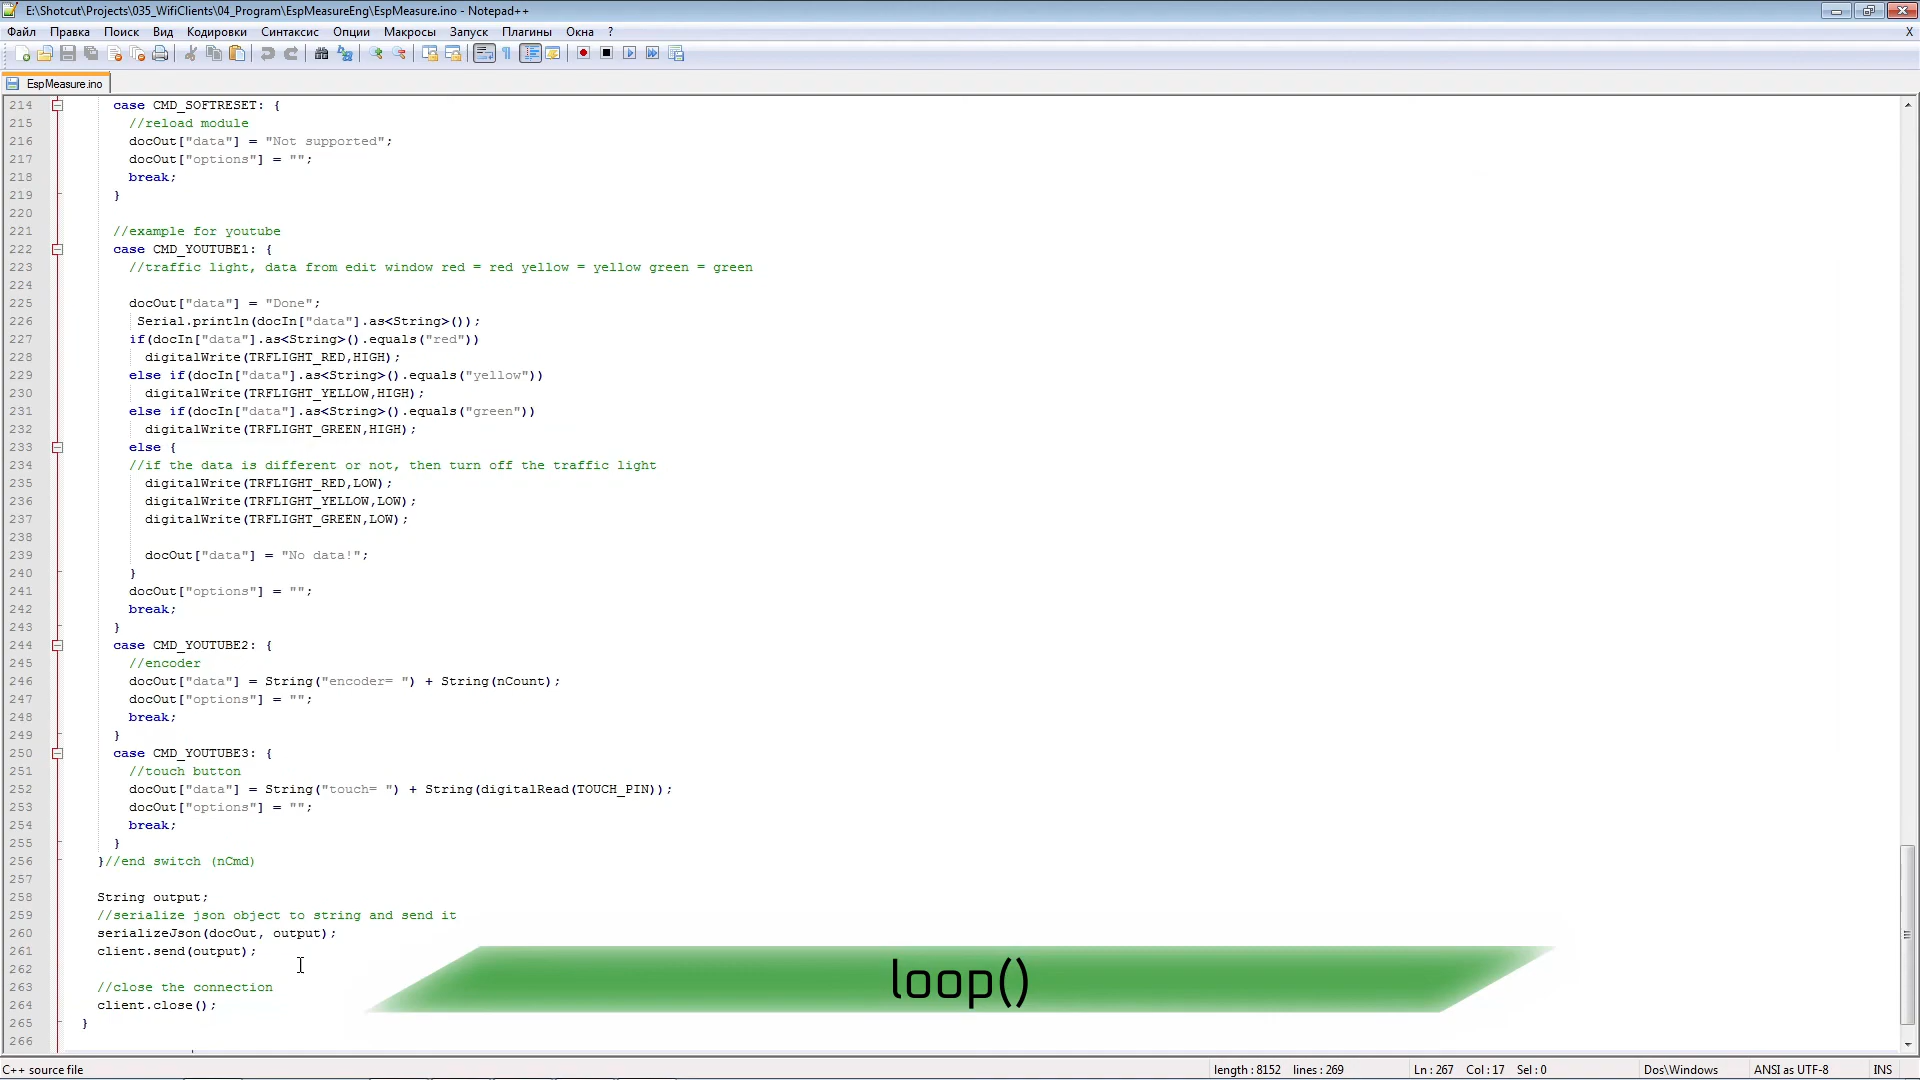 E:\Shotcut\Projects\035_WifiClients\04_Program\EspMeasureEng\EspMeasure.ino - Notepad++
Файл Правка Поиск Вид Кодировки Синтаксис Опции Макросы Запуск Плагины Окна ? X
EspMeasure.ino
214 case CMD_SOFTRESET: {
215 //reload module
216 docOut["data"] = "Not supported";
217 docOut["options"] = "";
218 break;
219 }
220
221 //example for youtube
222 case CMD_YOUTUBE1: {
223 //traffic light, data from edit window red = red yellow = yellow green = green
224
225 docOut["data"] = "Done";
226 Serial.println(docIn["data"].as<String>());
227 if(docIn["data"].as<String>().equals("red"))
228 digitalWrite(TRFLIGHT_RED,HIGH);
229 else if(docIn["data"].as<String>().equals("yellow"))
230 digitalWrite(TRFLIGHT_YELLOW,HIGH);
231 else if(docIn["data"].as<String>().equals("green"))
232 digitalWrite(TRFLIGHT_GREEN,HIGH);
233 else {
234 //if the data is different or not, then turn off the traffic light
235 digitalWrite(TRFLIGHT_RED,LOW);
236 digitalWrite(TRFLIGHT_YELLOW,LOW);
237 digitalWrite(TRFLIGHT_GREEN,LOW);
238
239 docOut["data"] = "No data!";
240 }
241 docOut["options"] = "";
242 break;
243 }
244 case CMD_YOUTUBE2: {
245 //encoder
246 docOut["data"] = String("encoder= ") + String(nCount);
247 docOut["options"] = "";
248 break;
249 }
250 case CMD_YOUTUBE3: {
251 //touch button
252 docOut["data"] = String("touch= ") + String(digitalRead(TOUCH_PIN));
253 docOut["options"] = "";
254 break;
255 }
256 }//end switch (nCmd)
257
258 String output;
259 //serialize json object to string and send it
260 serializeJson(docOut, output);
261 client.send(output);
262
263 //close the connection
264 client.close();
265 }
266
loop()
C++ source file length : 8152 lines : 269 Ln : 267 Col : 17 Sel : 0 Dos\Windows ANSI as UTF-8 INS